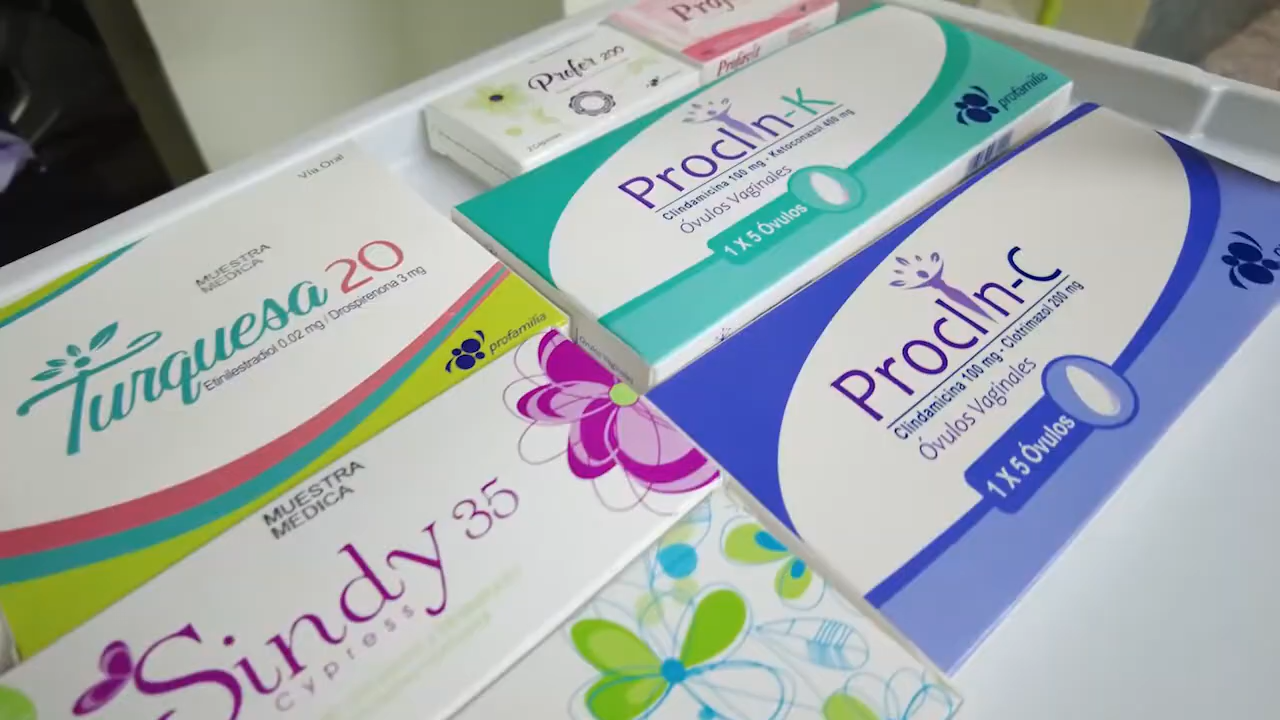 Vía Oral
MUESTRA
MEDICA
Turquesa 20
Etinilestradiol 0.02 mg / Drospirenona 3 mg
profamilia
MUESTRA
MEDICA
Sindy 35
Cypress
Profer 200
Proclin-K
Clindamicina 100 mg - Ketoconazol 400 mg
Óvulos Vaginales
1 X 5 Óvulos
profamilia
Proclin-C
Clindamicina 100 mg - Clotrimazol 200 mg
Óvulos Vaginales
1 X 5 Óvulos